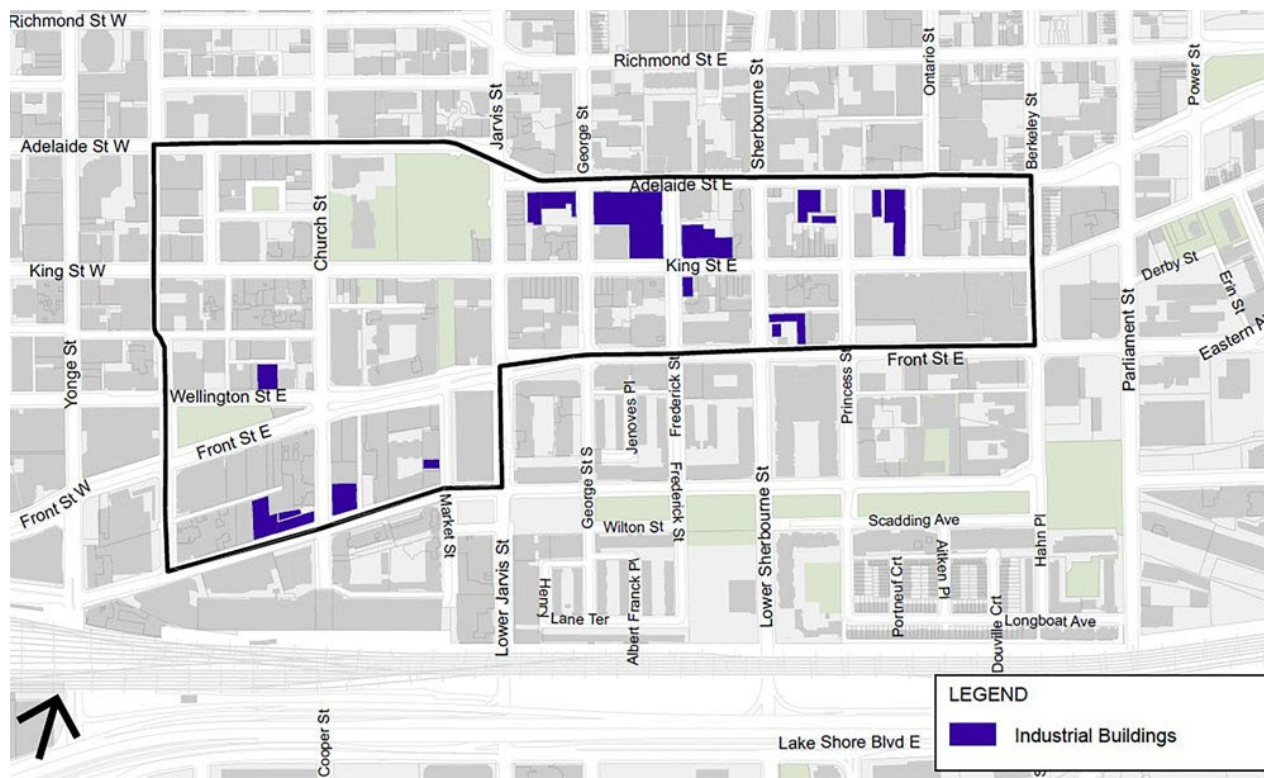 Richmond St W
Richmond St E
Jarvis St
George St
Sherbourne St
Ontario St
Berkeley St
Power St
Adelaide St W
Adelaide St E
Church St
King St W
King St E
Derby St
Erin St
Parliament St
Eastern A
Yonge St
Wellington St E
Front St E
Front St E
Princess St
Frederick St
Jenoves Pl
Front St W
George St S
Frederick St
Market St
Wilton St
Lower Sherbourne St
Scadding Ave
Hahn Pl
Lower Jarvis St
Henry
Lane Ter
Albert Franck Pl
Portneuf Crt
Aitken Pl
Douville Crt
Longboat Ave
Cooper St
Lake Shore Blvd E
S
LEGEND
Industrial Buildings